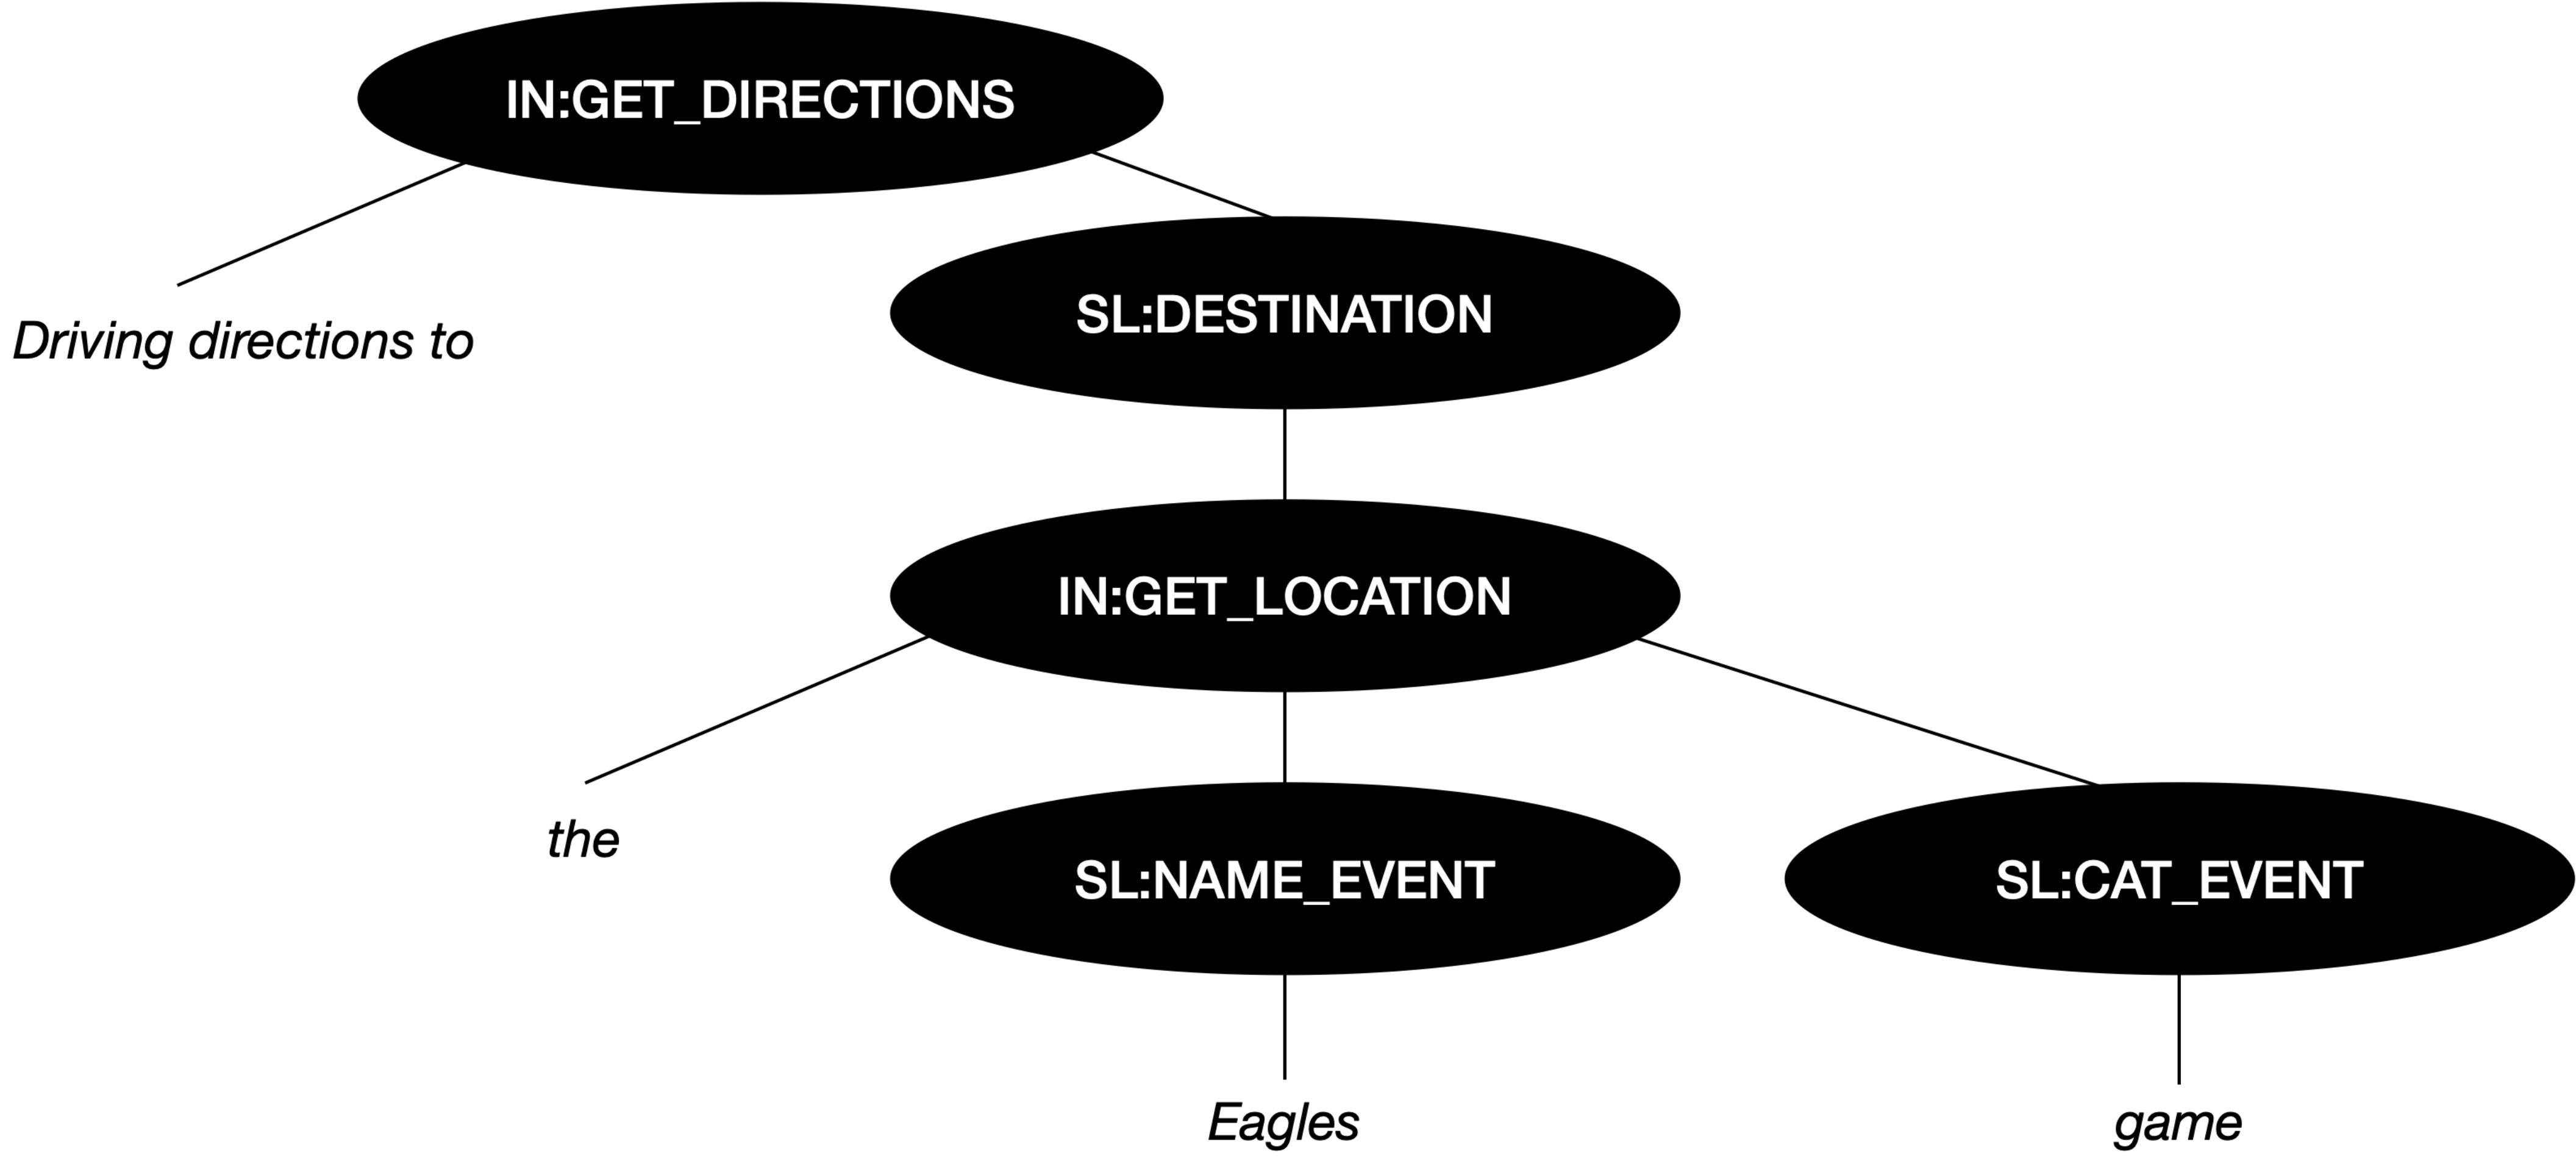 IN:GET_DIRECTIONS
SL:DESTINATION
Driving directions to
IN:GET_LOCATION
the
SL:NAME_EVENT
SL:CAT_EVENT
Eagles
game